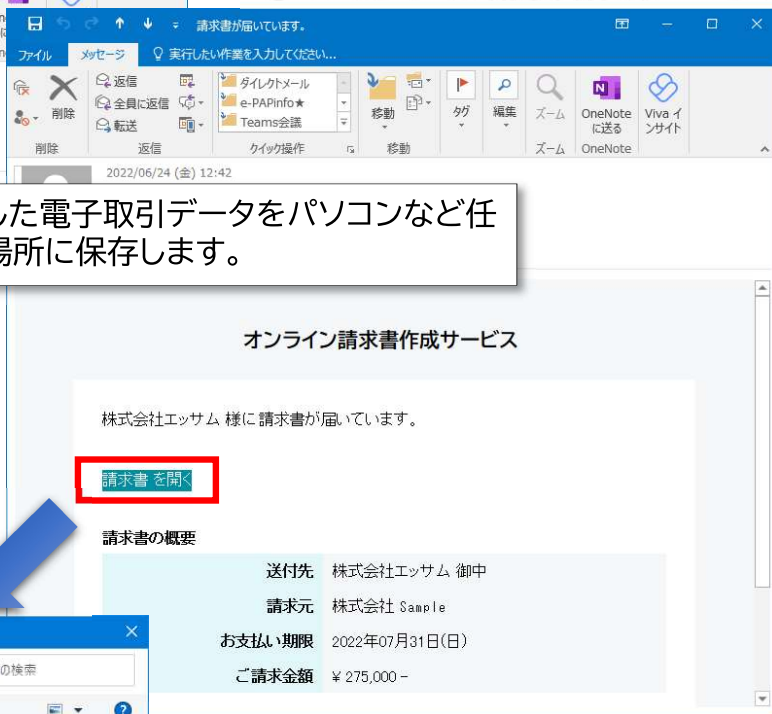 請求書が届いています。
ファイル メッセージ 実行したい作業を入力してください...
削除
返信
全員に返信
転送
ダイレクトメール
e-PAPinfo★
Teams会議
移動
タグ
編集
ズーム
OneNote
に送る
Viva イ
ンサイト
削除 返信 クイック操作 移動 ズーム OneNote
2022/06/24 (金) 12:42
した電子取引データをパソコンなど任
場所に保存します。
オンライン請求書作成サービス
株式会社エッサム 様に請求書が届いています。
請求書 を開く
請求書の概要
送付先 株式会社エッサム 御中
請求元 株式会社 Sample
お支払い期限 2022年07月31日(日)
ご請求金額 ¥ 275,000 −
の検索